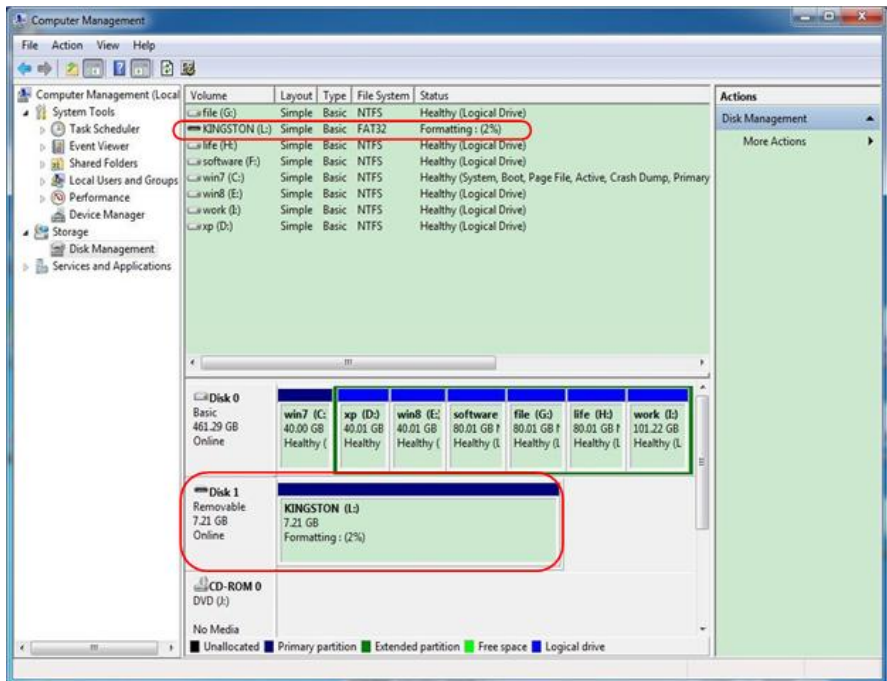 Computer Management
File Action View Help
Computer Management (Local
System Tools
Task Scheduler
Event Viewer
Shared Folders
Local Users and Groups
Performance
Device Manager
Storage
Disk Management
Services and Applications
Volume Layout Type File System Status
file (G:) Simple Basic NTFS Healthy (Logical Drive)
KINGSTON (L:) Simple Basic FAT32 Formatting : (2%)
life (H:) Simple Basic NTFS Healthy (Logical Drive)
software (F:) Simple Basic NTFS Healthy (Logical Drive)
win7 (C:) Simple Basic NTFS Healthy (System, Boot, Page File, Active, Crash Dump, Primary
win8 (E:) Simple Basic NTFS Healthy (Logical Drive)
work (I:) Simple Basic NTFS Healthy (Logical Drive)
xp (D:) Simple Basic NTFS Healthy (Logical Drive)
Actions
Disk Management
More Actions
Disk 0
Basic
461.29 GB
Online
win7 (C: xp (D:) win8 (E: software file (G:) life (H:) work (I:)
40.00 GB 40.01 GB 40.01 GB 80.01 GB 80.01 GB 80.01 GB 101.22 GB
Healthy ( Healthy Healthy ( Healthy (L Healthy (L Healthy (L Healthy (L
Disk 1
Removable
7.21 GB
Online
KINGSTON (L:)
7.21 GB
Formatting : (2%)
CD-ROM 0
DVD (J:)
No Media
Unallocated Primary partition Extended partition Free space Logical drive